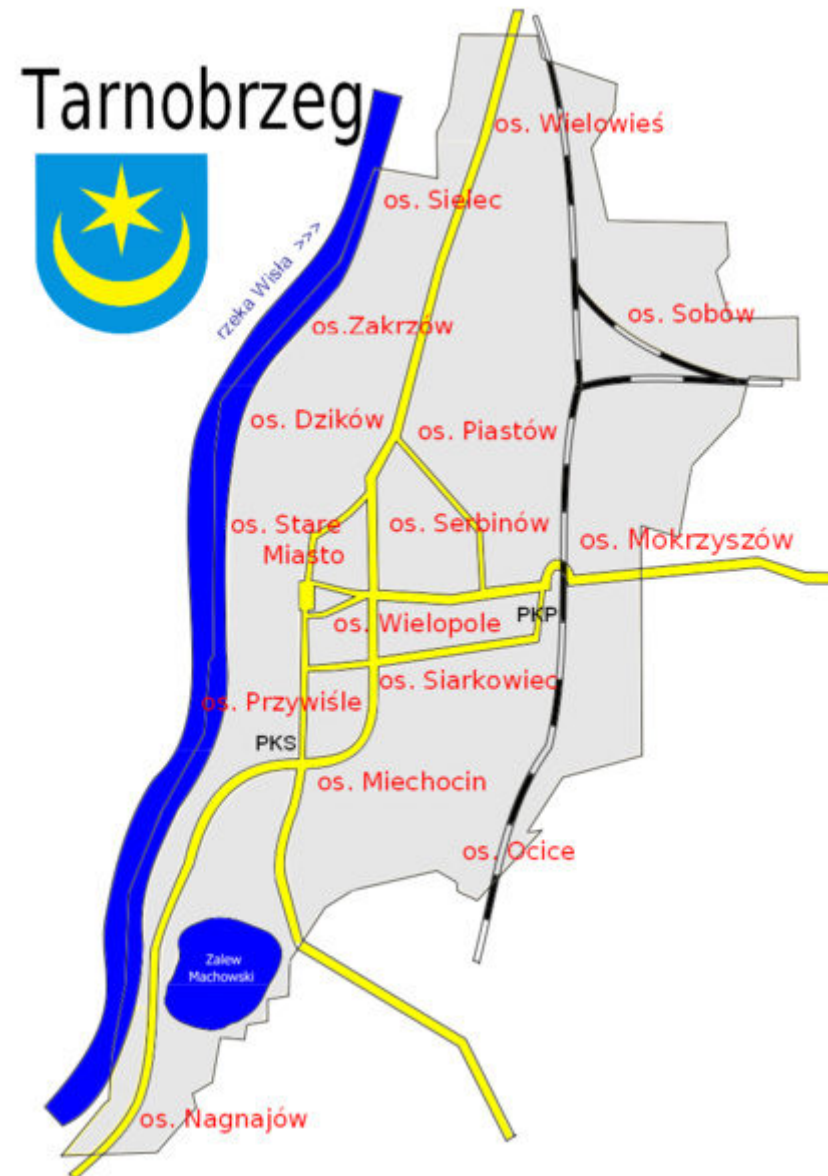 Tarnobrzeg
os. Wielowieś
os. Sielec
rzeka Wisła >>>
os. Sobów
os.Zakrzów
os. Dzików
os. Piastów
os. Stare
Miasto
os. Serbinów
os. Mokrzyszów
PKP
os. Wielopole
os. Siarkowiec
os. Przywiśle
PKS
os. Miechocin
os. Ocice
Zalew
Machowski
os. Nagnajów